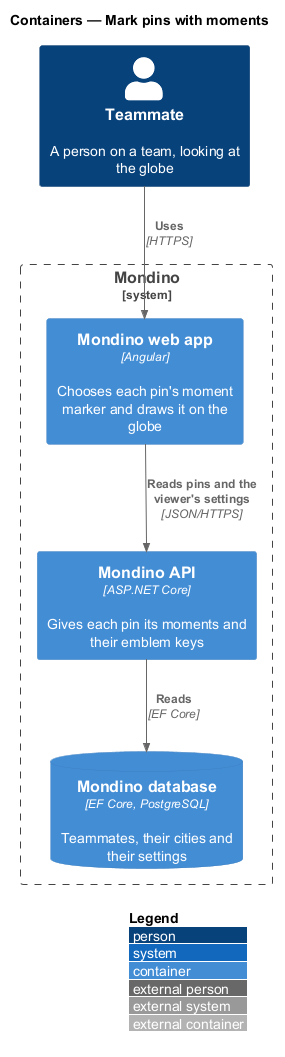 Containers — Mark pins with moments
Teammate
A person on a team, looking at
the globe
Uses
[HTTPS]
Mondino
[system]
Mondino web app
[Angular]
Chooses each pin's moment
marker and draws it on the
globe
Reads pins and the
viewer's settings
[JSON/HTTPS]
Mondino API
[ASP.NET Core]
Gives each pin its moments and
their emblem keys
Reads
[EF Core]
Mondino database
[EF Core, PostgreSQL]
Teammates, their cities and
their settings
Legend
person
system
container
external person
external system
external container